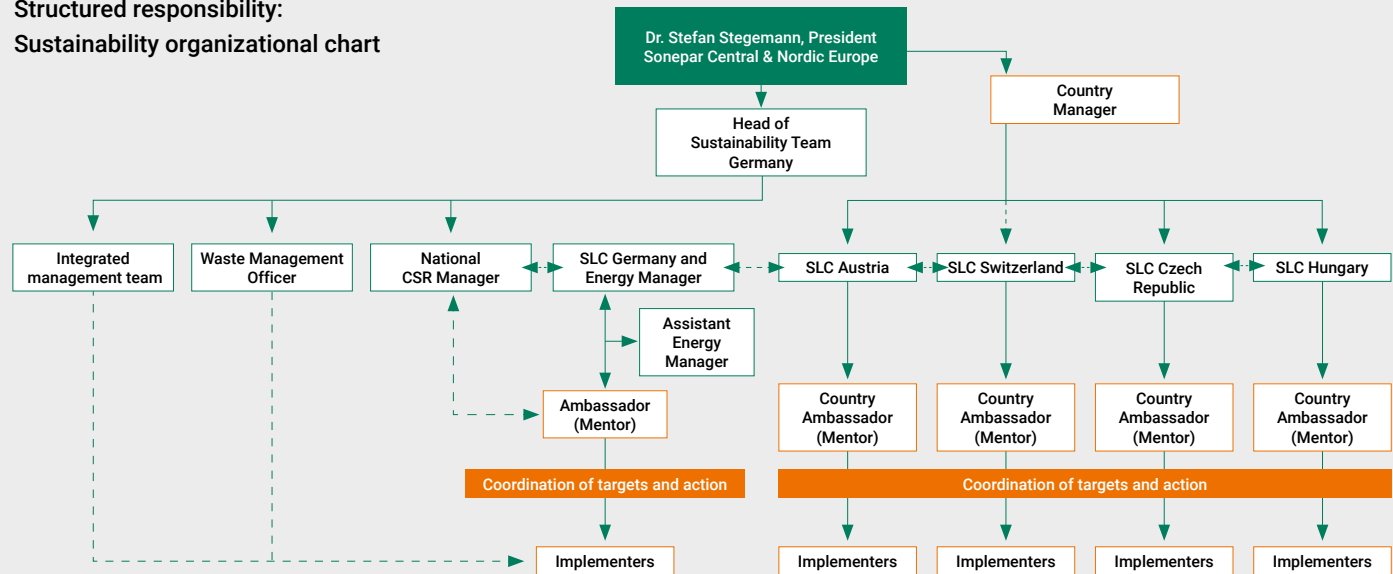 Structured responsibility:
Sustainability organizational chart
Dr. Stefan Stegemann, President
Sonepar Central & Nordic Europe
Country
Manager
Head of
Sustainability Team
Germany
Integrated
management team
Waste Management
Officer
National
CSR Manager
SLC Germany and
Energy Manager
SLC Austria
SLC Switzerland
SLC Czech
Republic
SLC Hungary
Assistant
Energy
Manager
Ambassador
(Mentor)
Country
Ambassador
(Mentor)
Country
Ambassador
(Mentor)
Country
Ambassador
(Mentor)
Country
Ambassador
(Mentor)
Coordination of targets and action
Coordination of targets and action
Implementers
Implementers
Implementers
Implementers
Implementers